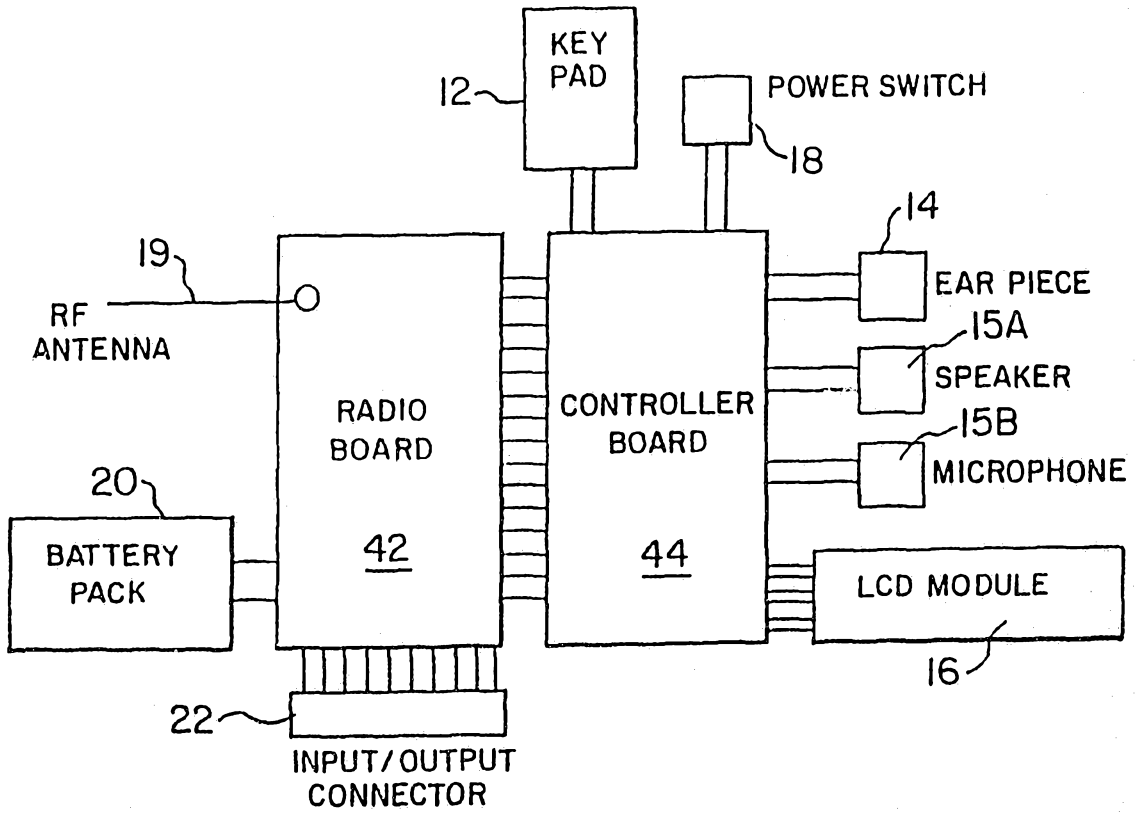 KEY
PAD
12
POWER SWITCH
18
14
19
EAR PIECE
RF
ANTENNA
15A
SPEAKER
RADIO
BOARD
CONTROLLER
BOARD
15B
MICROPHONE
20
BATTERY
PACK
42
44
LCD MODULE
16
22
INPUT/OUTPUT
CONNECTOR